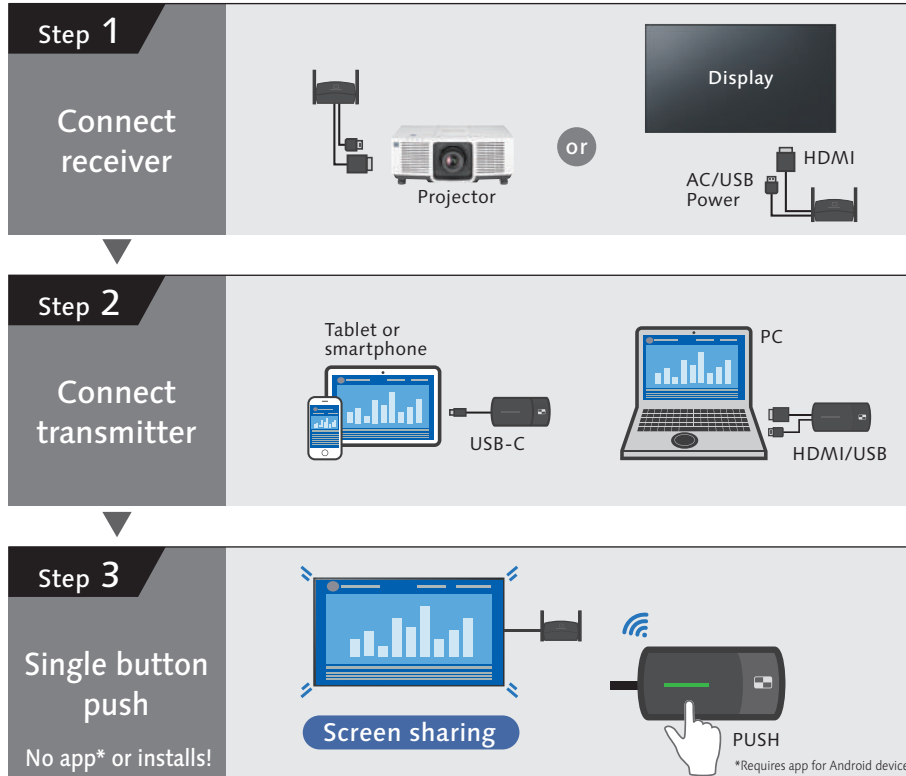 Step 1
Connect
receiver
Projector
or
Display
HDMI
AC/USB
Power
Step 2
Connect
transmitter
Tablet or
smartphone
USB-C
PC
HDMI/USB
Step 3
Single button
push
No app* or installs!
Screen sharing
PUSH
*Requires app for Android device